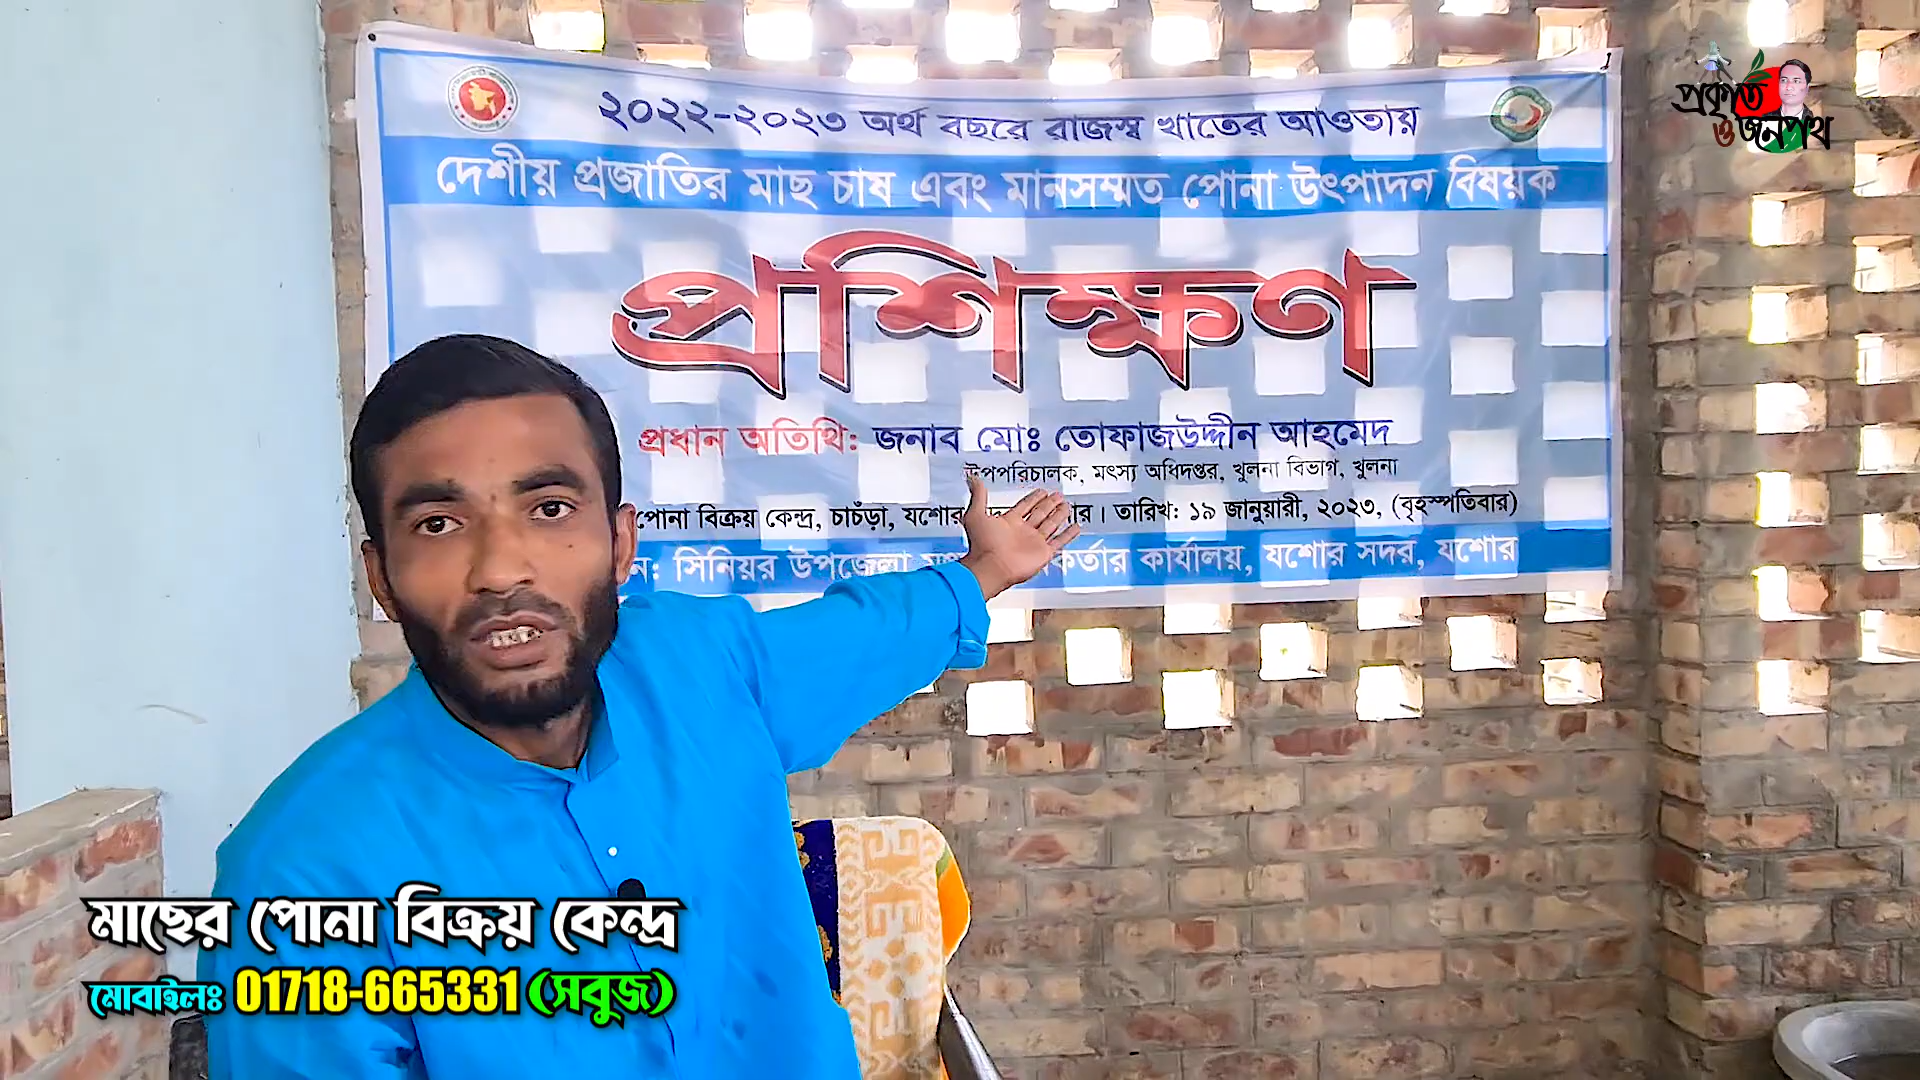 ২০২২-২০২৩ অর্থ বছরে রাজস্ব খাতের আওতায়
দেশীয় প্রজাতির মাছ চাষ এবং মানসম্মত পোনা উৎপাদন বিষয়ক
প্রশিক্ষণ
প্রধান অতিথি: জনাব মোঃ তোফাজউদ্দীন আহমেদ
উপপরিচালক, মৎস্য অধিদপ্তর, খুলনা বিভাগ, খুলনা
পোনা বিক্রয় কেন্দ্র, চাচঁড়া, যশোর । তারিখ: ১৯ জানুয়ারী, ২০২৩, (বৃহস্পতিবার)
সিনিয়র উপজেলা কার্যালয়, যশোর সদর, যশোর
প্রকৃতি
ও জনপথ
মাছের পোনা বিক্রয় কেন্দ্র
মোবাইলঃ 01718-665331 (সবুজ)